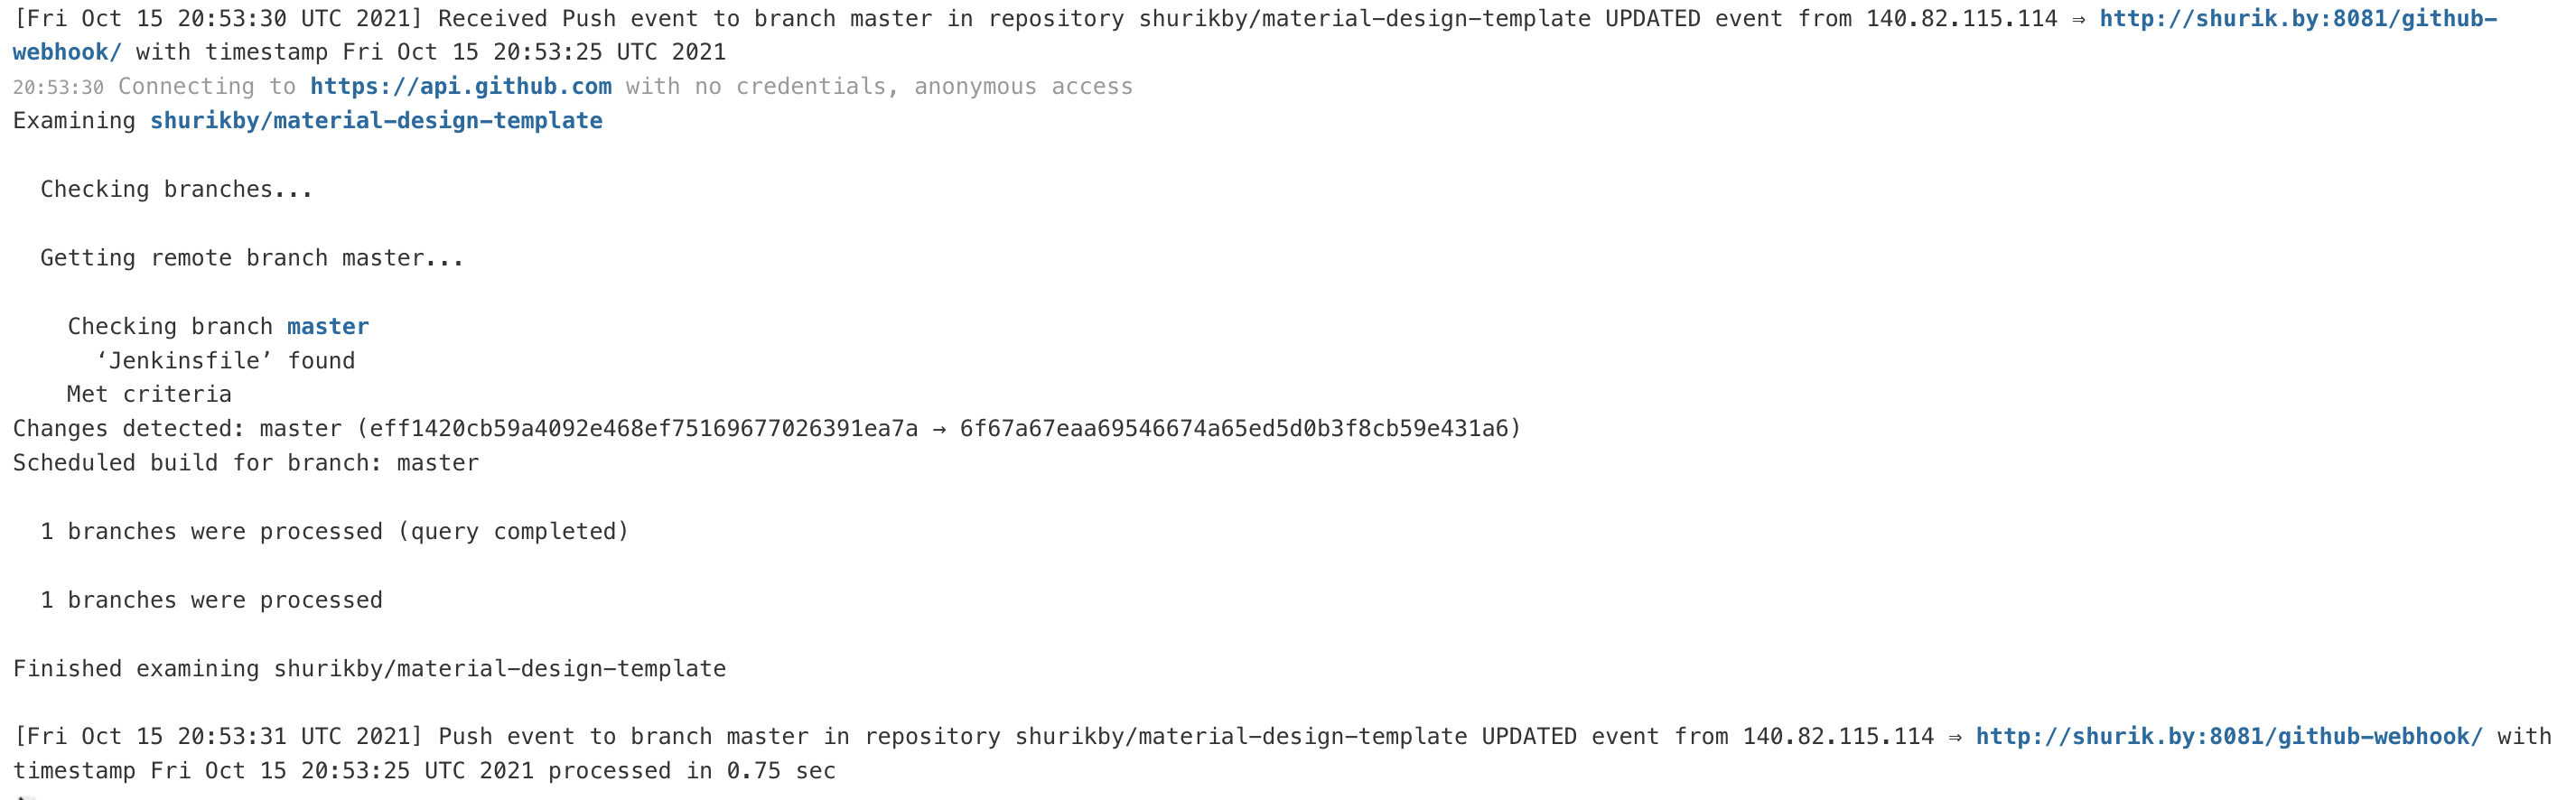 [Fri Oct 15 20:53:30 UTC 2021] Received Push event to branch master in repository shurikby/material-design-template UPDATED event from 140.82.115.114 ⇒ http://shurik.by:8081/github-
webhook/ with timestamp Fri Oct 15 20:53:25 UTC 2021
20:53:30 Connecting to https://api.github.com with no credentials, anonymous access
Examining shurikby/material-design-template
Checking branches...
Getting remote branch master...
Checking branch master
‘Jenkinsfile’ found
Met criteria
Changes detected: master (eff1420cb59a4092e468ef75169677026391ea7a → 6f67a67eaa69546674a65ed5d0b3f8cb59e431a6)
Scheduled build for branch: master
1 branches were processed (query completed)
1 branches were processed
Finished examining shurikby/material-design-template
[Fri Oct 15 20:53:31 UTC 2021] Push event to branch master in repository shurikby/material-design-template UPDATED event from 140.82.115.114 ⇒ http://shurik.by:8081/github-webhook/ with
timestamp Fri Oct 15 20:53:25 UTC 2021 processed in 0.75 sec